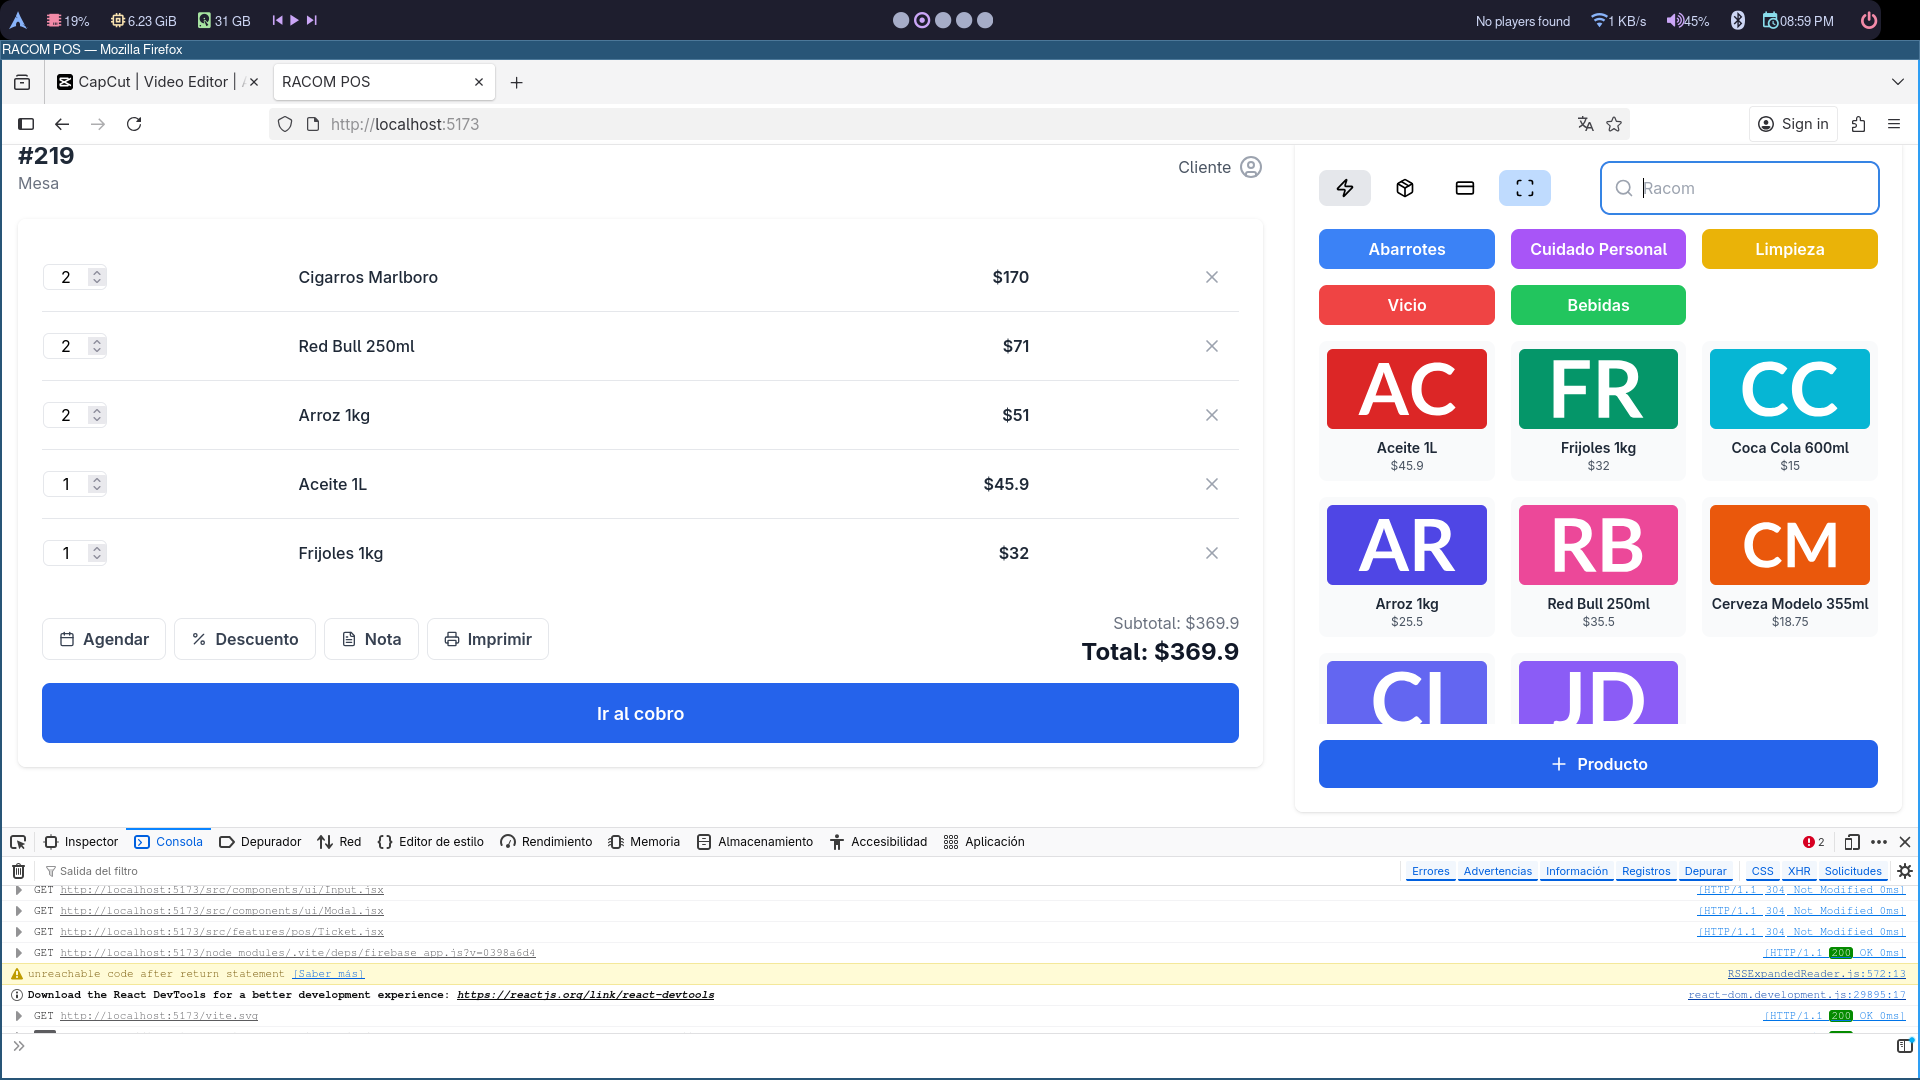 19%
6.23 GiB
31 GB
No players found
1 KB/s
45%
08:59 PM
RACOM POS — Mozilla Firefox
CapCut | Video Editor |
RACOM POS
http://localhost:5173
Sign in
#219
Mesa
Cliente
2 Cigarros Marlboro $170
2 Red Bull 250ml $71
2 Arroz 1kg $51
1 Aceite 1L $45.9
1 Frijoles 1kg $32
Agendar
Descuento
Nota
Imprimir
Subtotal: $369.9
Total: $369.9
Ir al cobro
Racom
Abarrotes
Cuidado Personal
Limpieza
Vicio
Bebidas
AC
Aceite 1L
$45.9
FR
Frijoles 1kg
$32
CC
Coca Cola 600ml
$15
AR
Arroz 1kg
$25.5
RB
Red Bull 250ml
$35.5
CM
Cerveza Modelo 355ml
$18.75
JD
Producto
Inspector
Consola
Depurador
Red
Editor de estilo
Rendimiento
Memoria
Almacenamiento
Accesibilidad
Aplicación
2
Salida del filtro
Errores
Advertencias
Información
Registros
Depurar
CSS
XHR
Solicitudes
GET http://localhost:5173/src/components/ui/Input.jsx [HTTP/1.1 304 Not Modified 0ms]
GET http://localhost:5173/src/components/ui/Modal.jsx [HTTP/1.1 304 Not Modified 0ms]
GET http://localhost:5173/src/features/pos/Ticket.jsx [HTTP/1.1 304 Not Modified 0ms]
GET http://localhost:5173/node_modules/.vite/deps/firebase_app.js?v=0398a6d4 [HTTP/1.1 200 OK 0ms]
unreachable code after return statement [Saber más] RSSExpandedReader.js:572:13
Download the React DevTools for a better development experience: https://reactjs.org/link/react-devtools react-dom.development.js:29895:17
GET http://localhost:5173/vite.svg [HTTP/1.1 200 OK 0ms]